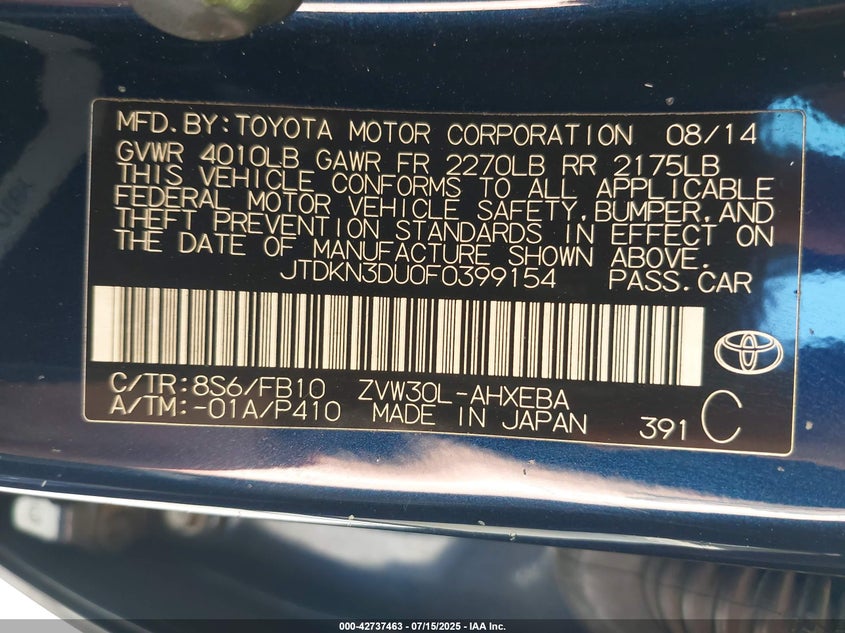 MFD.BY:TOYOTA MOTOR CORPORATION 08/14
GVWR 4010LB GAWR FR 2270LB RR 2175LB
THIS VEHICLE CONFORMS TO ALL APPLICABLE
FEDERAL MOTOR VEHICLE SAFETY,BUMPER,AND
THEFT PREVENTION STANDARDS IN EFFECT ON
THE DATE OF MANUFACTURE SHOWN ABOVE.
JTDKN3DU0F0399154 PASS.CAR
C/TR:8S6/FB10 ZVW30L-AHXEBA
A/TM:-01A/P410 MADE IN JAPAN 391 C
000-42737463 - 07/15/2025 - IAA Inc.